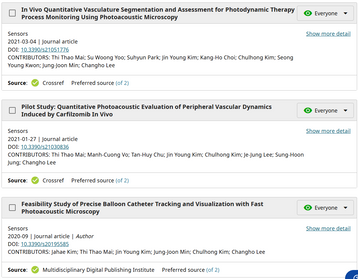 In Vivo Quantitative Vasculature Segmentation and Assessment for Photodynamic Therapy
Process Monitoring Using Photoacoustic Microscopy
Everyone
Sensors
Show more detail
2021-03-04 | Journal article
DOI: 10.3390/s21051776
CONTRIBUTORS: Thi Thao Mai; Su Woong Yoo; Suhyun Park; Jin Young Kim; Kang-Ho Choi; Chulhong Kim; Seong
Young Kwon; Jung-Joon Min; Changho Lee
Source: Crossref Preferred source (of 2)
Pilot Study: Quantitative Photoacoustic Evaluation of Peripheral Vascular Dynamics
Induced by Carfilzomib In Vivo
Everyone
Sensors
Show more detail
2021-01-27 | Journal article
DOI: 10.3390/s21030836
CONTRIBUTORS: Thi Thao Mai; Manh-Cuong Vo; Tan-Huy Chu; Jin Young Kim; Chulhong Kim; Je-Jung Lee; Sung-Hoon
Jung; Changho Lee
Source: Crossref Preferred source (of 2)
Feasibility Study of Precise Balloon Catheter Tracking and Visualization with Fast
Photoacoustic Microscopy
Everyone
Sensors
Show more detail
2020-09 | Journal article | Author
DOI: 10.3390/s20195585
CONTRIBUTORS: Jahae Kim; Thi Thao Mai; Jin Young Kim; Jung-Joon Min; Chulhong Kim; Changho Lee
Source: Multidisciplinary Digital Publishing Institute Preferred source (of 2)